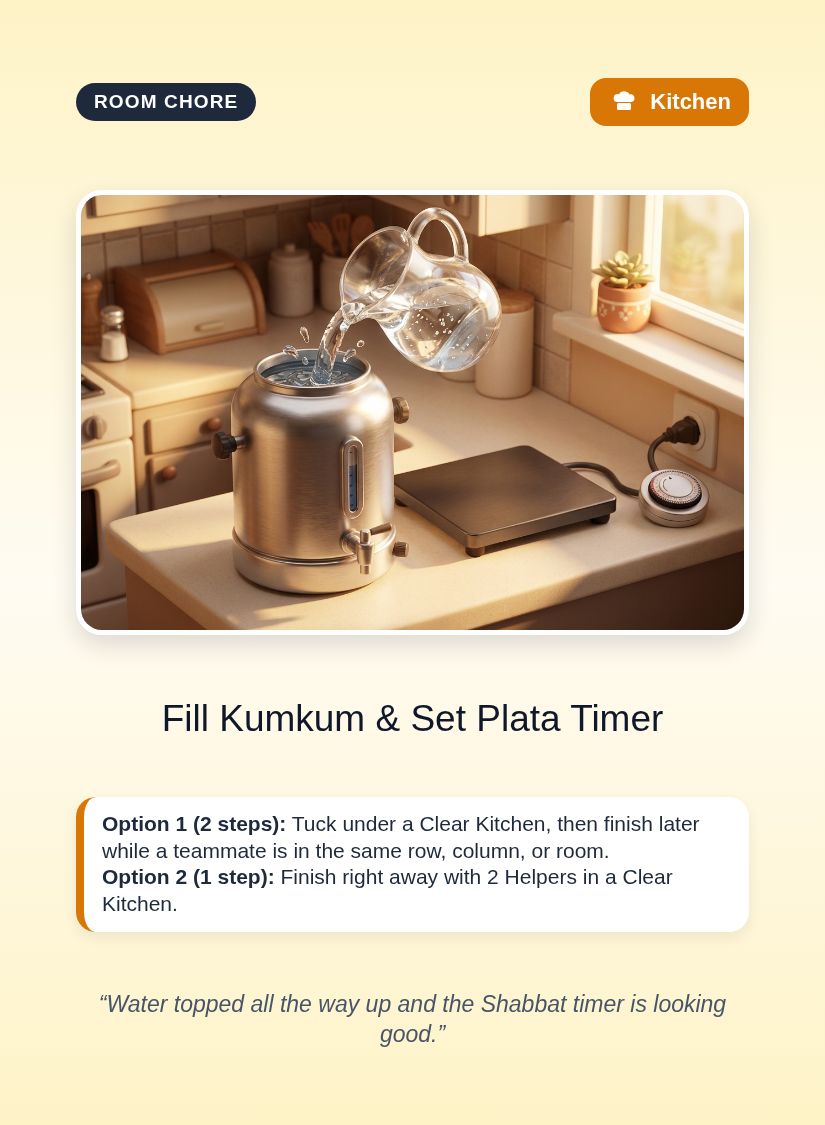 ROOM CHORE
Kitchen
Fill Kumkum & Set Plata Timer
Option 1 (2 steps): Tuck under a Clear Kitchen, then finish later
while a teammate is in the same row, column, or room.
Option 2 (1 step): Finish right away with 2 Helpers in a Clear
Kitchen.
“Water topped all the way up and the Shabbat timer is looking
good.”